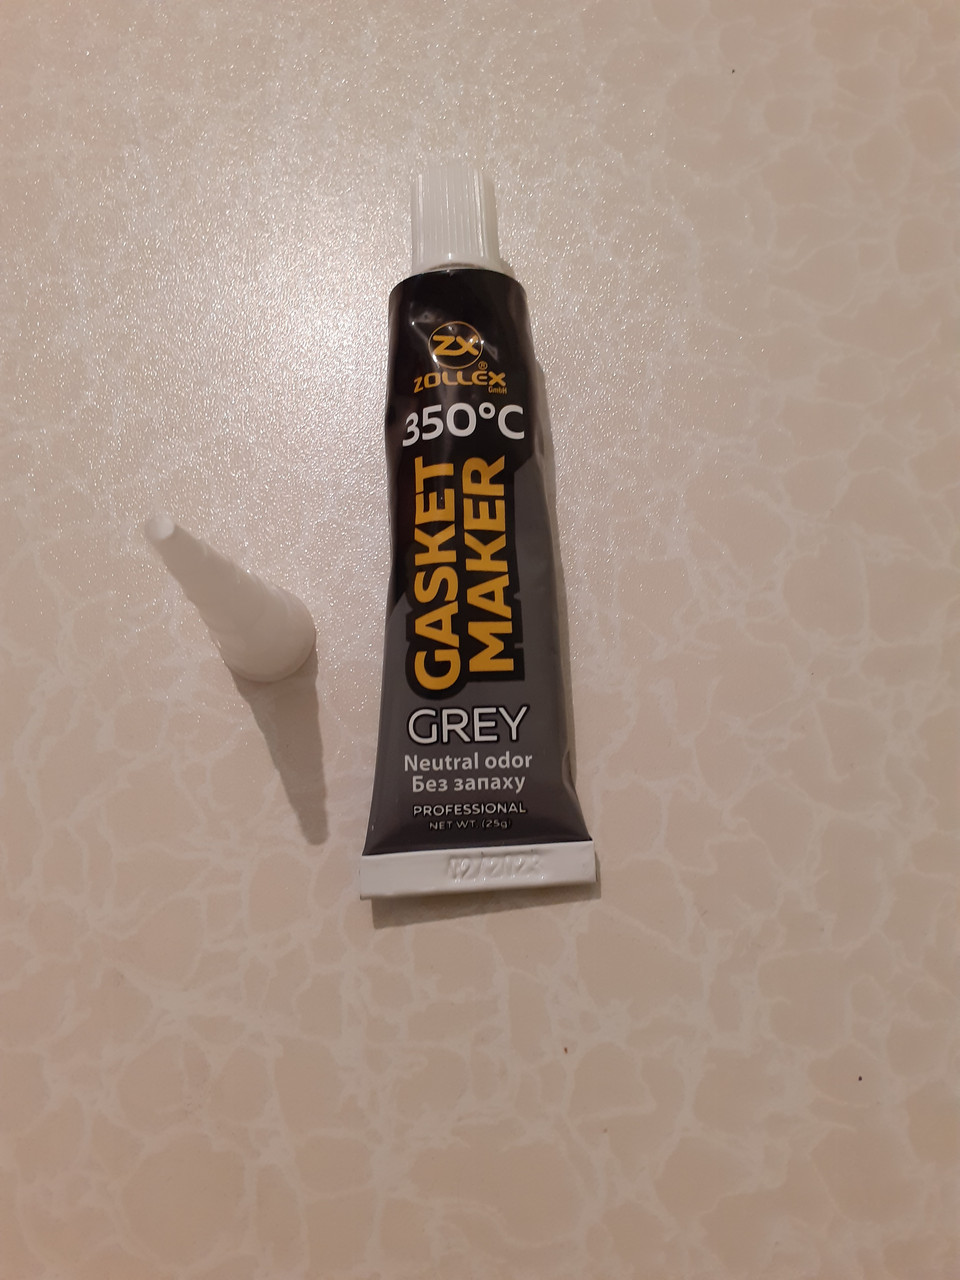 ZX
ZOLLEX®
GmbH
350°C
GASKET
MAKER
GREY
Neutral odor
Без запаху
PROFESSIONAL
NET WT. (25g)